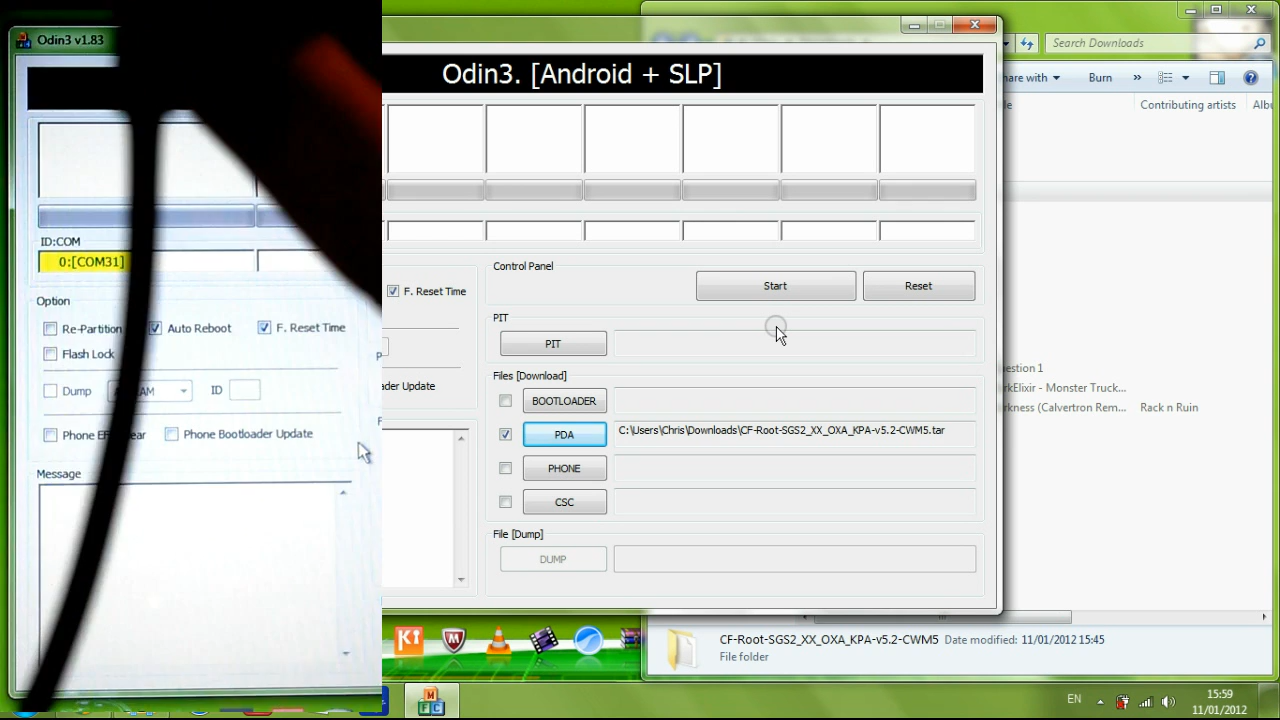 Odin3 v1.83
Odin3. [Android + SLP]
Search Downloads
hare with
Burn
»
Contributing artists
Albu
ID:COM
0:[COM31]
Option
Re-Partition
Auto Reboot
F. Reset Time
Flash Lock
Dump
AM
ID
Phone EF
ear
Phone Bootloader Update
Message
F. Reset Time
ader Update
Control Panel
Start
Reset
PIT
PIT
Files [Download]
BOOTLOADER
PDA
C:\Users\Chris\Downloads\CF-Root-SGS2_XX_OXA_KPA-v5.2-CWM5.tar
PHONE
CSC
File [Dump]
DUMP
estion 1
rkElixir - Monster Truck...
rkness (Calvertron Rem...
Rack n Ruin
CF-Root-SGS2_XX_OXA_KPA-v5.2-CWM5 Date modified: 11/01/2012 15:45
File folder
EN
15:59
11/01/2012